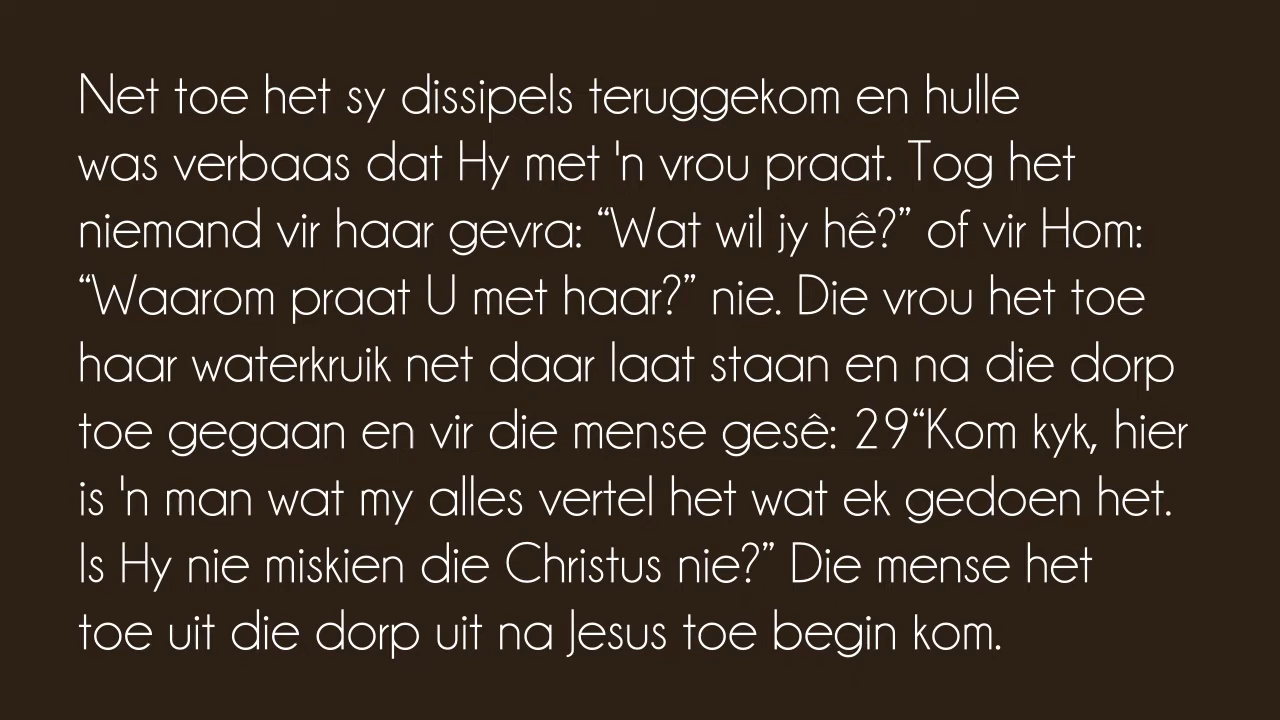 Net toe het sy dissipels teruggekom en hulle
was verbaas dat Hy met 'n vrou praat. Tog het
niemand vir haar gevra: “Wat wil jy hê?” of vir Hom:
“Waarom praat U met haar?” nie. Die vrou het toe
haar waterkruik net daar laat staan en na die dorp
toe gegaan en vir die mense gesê: 29“Kom kyk, hier
is 'n man wat my alles vertel het wat ek gedoen het.
Is Hy nie miskien die Christus nie?” Die mense het
toe uit die dorp uit na Jesus toe begin kom.